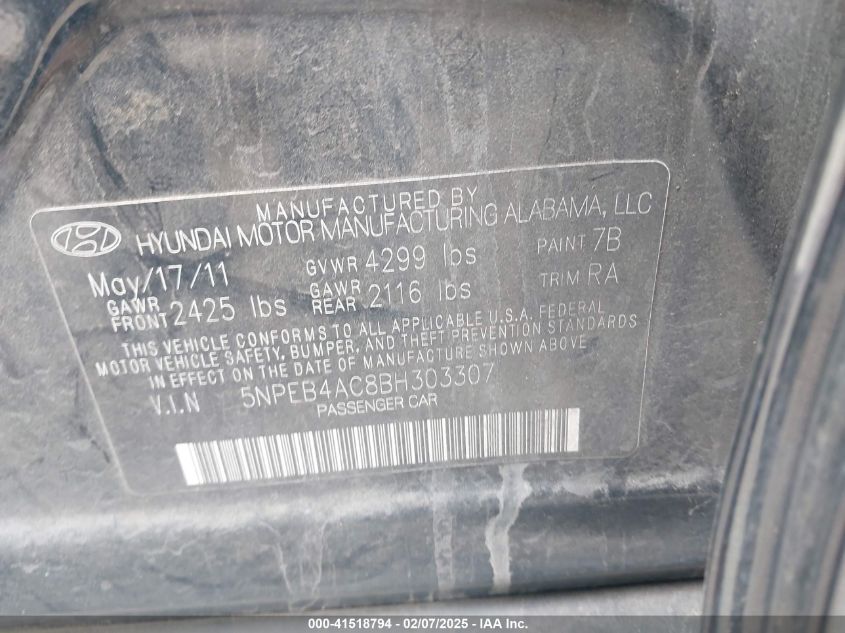 MANUFACTURED BY
HYUNDAI MOTOR MANUFACTURING ALABAMA, LLC
May/17/11 GVWR 4299 lbs PAINT 7B
GAWR FRONT 2425 lbs GAWR REAR 2116 lbs TRIM RA
THIS VEHICLE CONFORMS TO ALL APPLICABLE U.S.A. FEDERAL
MOTOR VEHICLE SAFETY, BUMPER, AND THEFT PREVENTION STANDARDS
IN EFFECT ON THE DATE OF MANUFACTURE SHOWN ABOVE
V.I.N 5NPEB4AC8BH303307
PASSENGER CAR
000-41518794 - 02/07/2025 - IAA Inc.